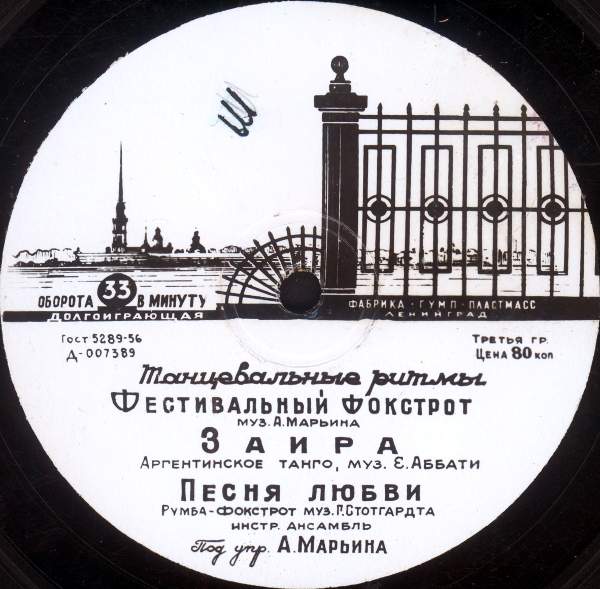 Ш
ОБОРОТА 33 В МИНУТУ
ДОЛГОИГРАЮЩАЯ
ФАБРИКА · ГУМП · ПЛАСТМАСС
ЛЕНИНГРАД
ГОСТ 5289-56
Д-007389
ТРЕТЬЯ ГР.
ЦЕНА 80 КОП
Танцевальные ритмы
ФЕСТИВАЛЬНЫЙ ФОКСТРОТ
МУЗ. А. МАРЬИНА
ЗАИРА
АРГЕНТИНСКОЕ ТАНГО, МУЗ. Е. АББАТИ
ПЕСНЯ ЛЮБВИ
РУМБА-ФОКСТРОТ МУЗ. Г. СТОТГАРДТА
ИНСТР. АНСАМБЛЬ
Под упр. А. МАРЬИНА